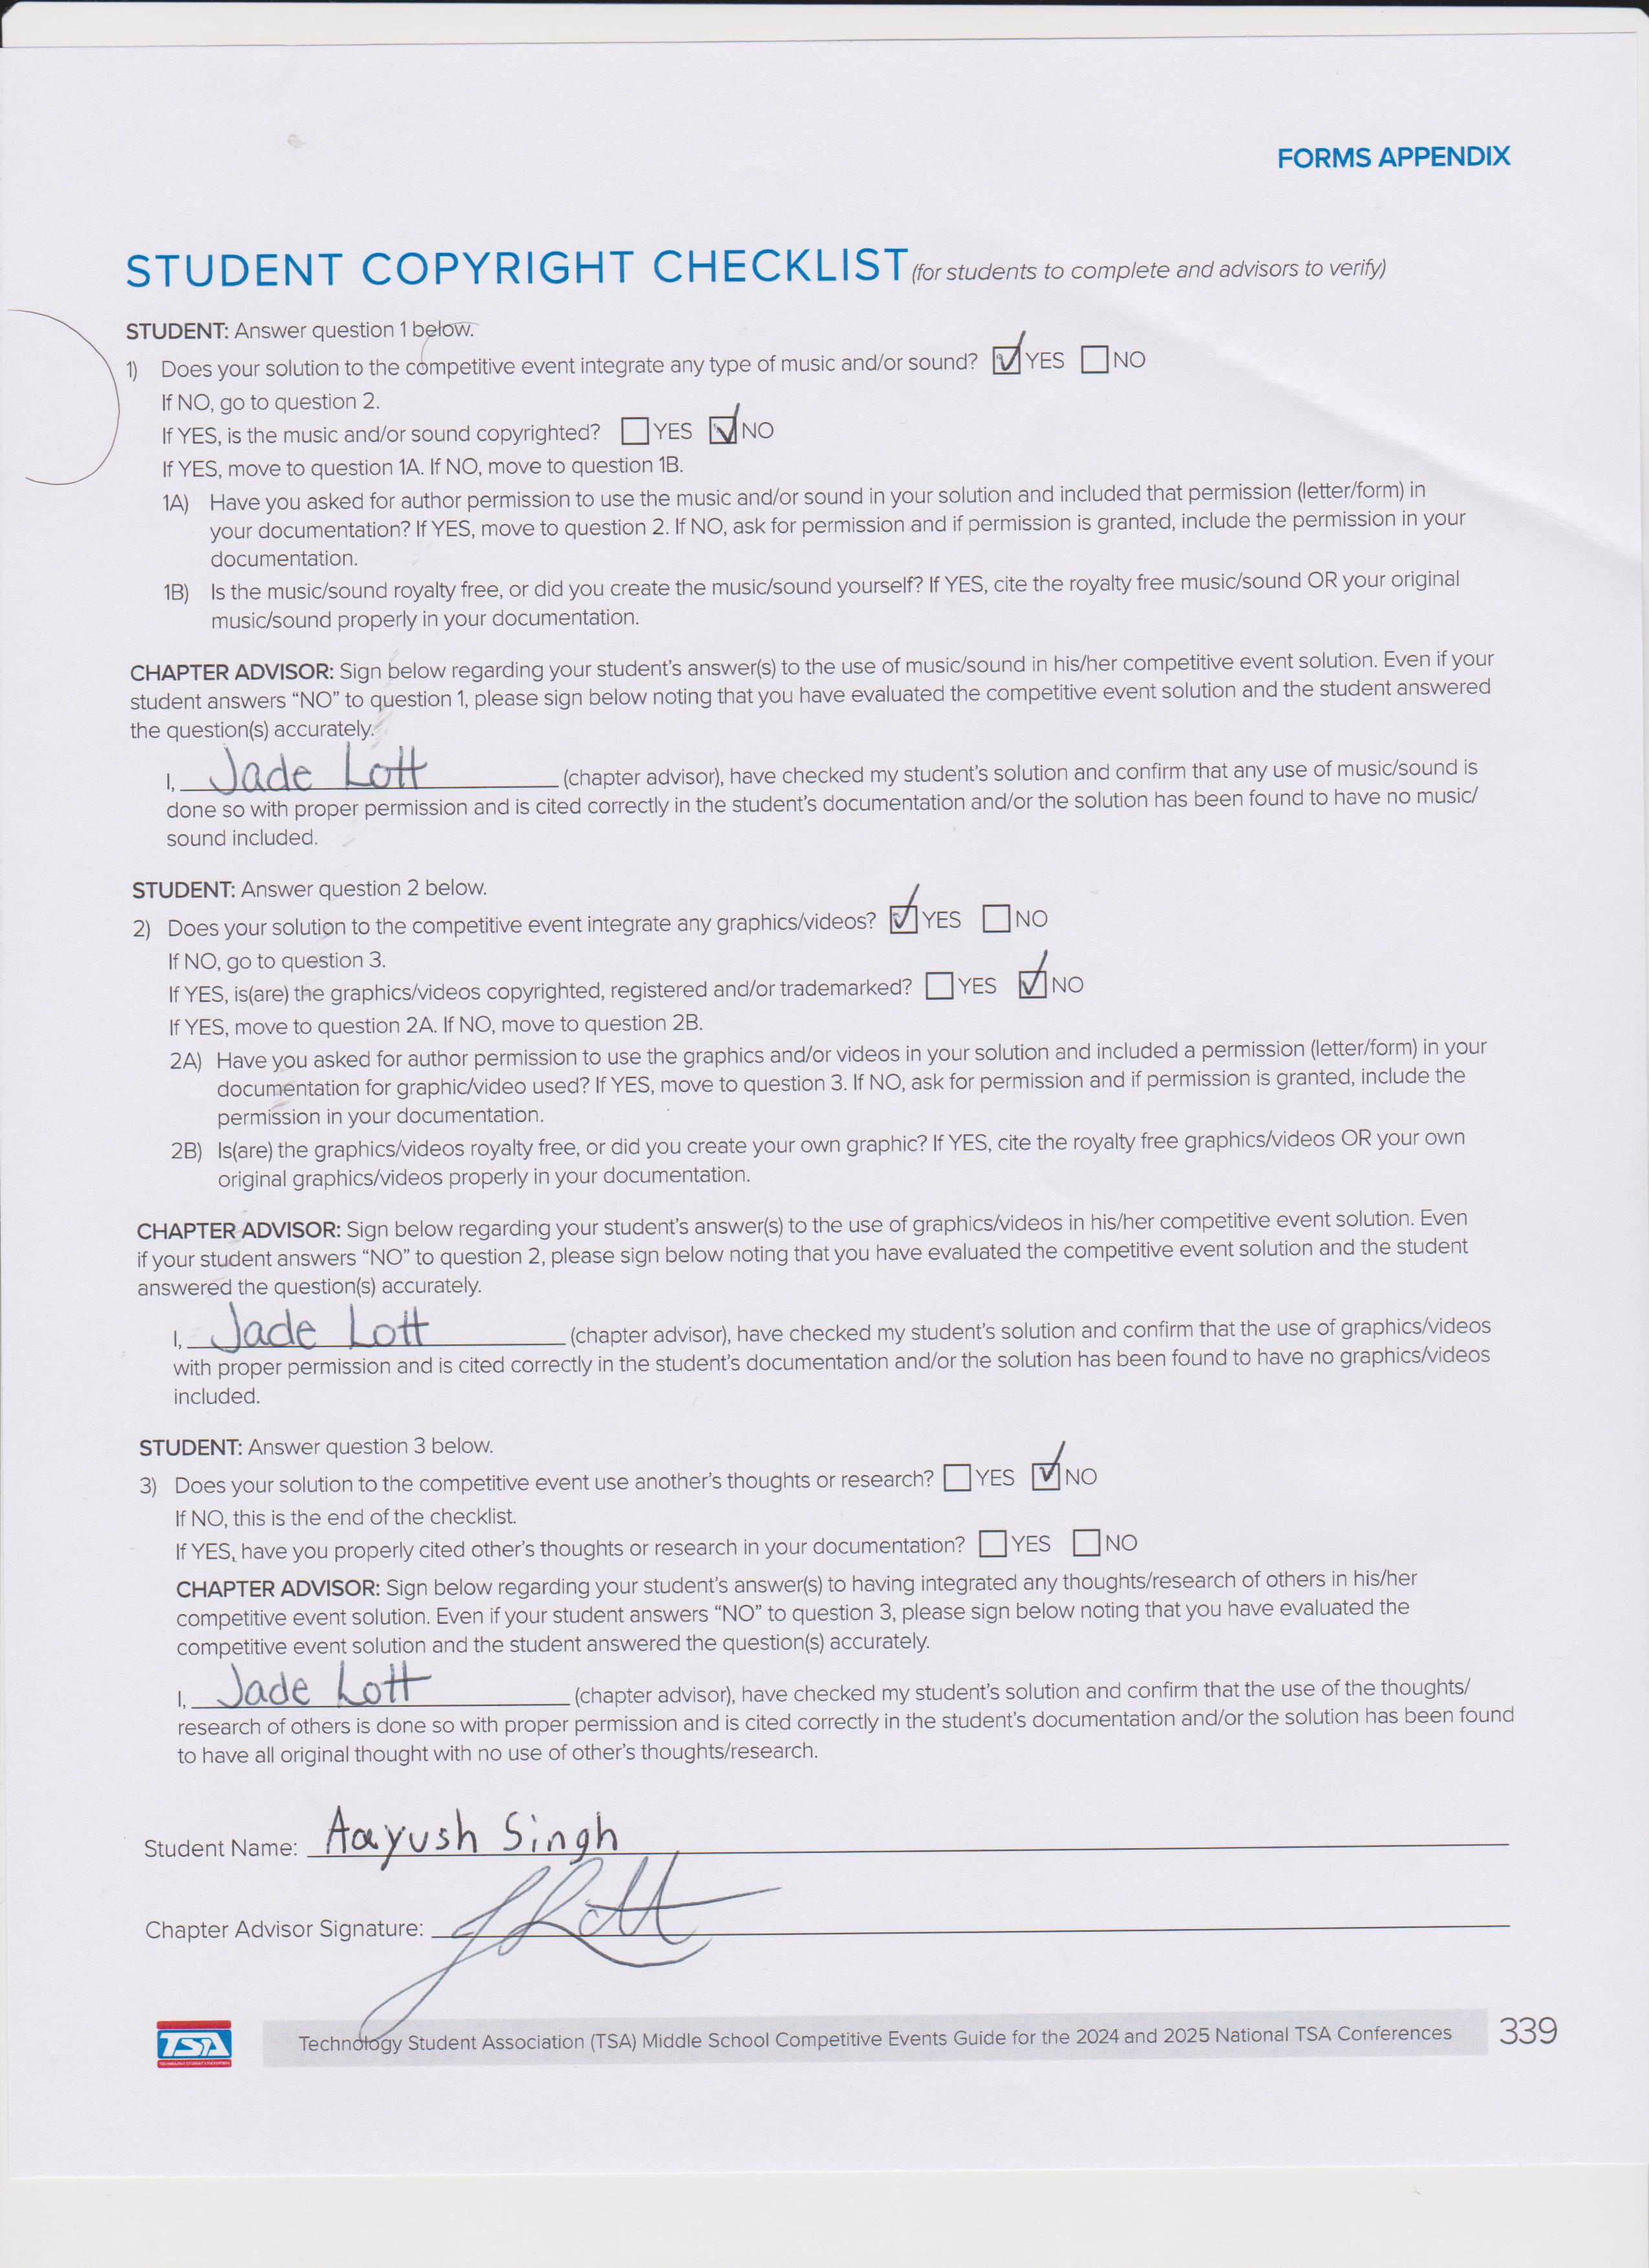 FORMS APPENDIX
STUDENT COPYRIGHT CHECKLIST (for students to complete and advisors to verify)
STUDENT: Answer question 1 below.
1) Does your solution to the competitive event integrate any type of music and/or sound? ☑ YES ☐ NO
If NO, go to question 2.
If YES, is the music and/or sound copyrighted? ☐ YES ☑ NO
If YES, move to question 1A. If NO, move to question 1B.
1A) Have you asked for author permission to use the music and/or sound in your solution and included that permission (letter/form) in
your documentation? If YES, move to question 2. If NO, ask for permission and if permission is granted, include the permission in your
documentation.
1B) Is the music/sound royalty free, or did you create the music/sound yourself? If YES, cite the royalty free music/sound OR your original
music/sound properly in your documentation.
CHAPTER ADVISOR: Sign below regarding your student's answer(s) to the use of music/sound in his/her competitive event solution. Even if your
student answers "NO" to question 1, please sign below noting that you have evaluated the competitive event solution and the student answered
the question(s) accurately.
I, Jade Lott (chapter advisor), have checked my student's solution and confirm that any use of music/sound is
done so with proper permission and is cited correctly in the student's documentation and/or the solution has been found to have no music/
sound included.
STUDENT: Answer question 2 below.
2) Does your solution to the competitive event integrate any graphics/videos? ☑ YES ☐ NO
If NO, go to question 3.
If YES, is(are) the graphics/videos copyrighted, registered and/or trademarked? ☐ YES ☑ NO
If YES, move to question 2A. If NO, move to question 2B.
2A) Have you asked for author permission to use the graphics and/or videos in your solution and included a permission (letter/form) in your
documentation for graphic/video used? If YES, move to question 3. If NO, ask for permission and if permission is granted, include the
permission in your documentation.
2B) Is(are) the graphics/videos royalty free, or did you create your own graphic? If YES, cite the royalty free graphics/videos OR your own
original graphics/videos properly in your documentation.
CHAPTER ADVISOR: Sign below regarding your student's answer(s) to the use of graphics/videos in his/her competitive event solution. Even
if your student answers "NO" to question 2, please sign below noting that you have evaluated the competitive event solution and the student
answered the question(s) accurately.
I, Jade Lott (chapter advisor), have checked my student's solution and confirm that the use of graphics/videos
with proper permission and is cited correctly in the student's documentation and/or the solution has been found to have no graphics/videos
included.
STUDENT: Answer question 3 below.
3) Does your solution to the competitive event use another's thoughts or research? ☐ YES ☑ NO
If NO, this is the end of the checklist.
If YES, have you properly cited other's thoughts or research in your documentation? ☐ YES ☐ NO
CHAPTER ADVISOR: Sign below regarding your student's answer(s) to having integrated any thoughts/research of others in his/her
competitive event solution. Even if your student answers "NO" to question 3, please sign below noting that you have evaluated the
competitive event solution and the student answered the question(s) accurately.
I, Jade Lott (chapter advisor), have checked my student's solution and confirm that the use of the thoughts/
research of others is done so with proper permission and is cited correctly in the student's documentation and/or the solution has been found
to have all original thought with no use of other's thoughts/research.
Student Name: Aayush Singh
Chapter Advisor Signature: J Lott
TSA Technology Student Association (TSA) Middle School Competitive Events Guide for the 2024 and 2025 National TSA Conferences 339